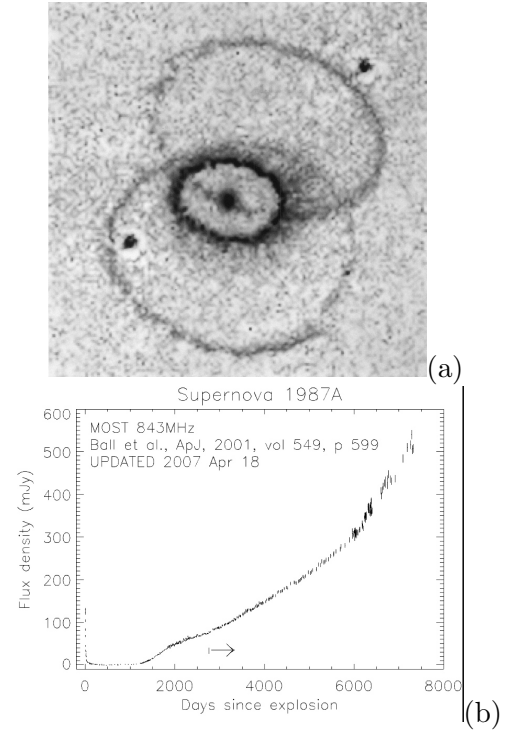 (a)
Supernova 1987A
MOST 843MHz
Ball et al., ApJ, 2001, vol 549, p 599
UPDATED 2007 Apr 18
Flux density (mJy)
600
500
400
300
200
100
0
0 2000 4000 6000 8000
Days since explosion
(b)